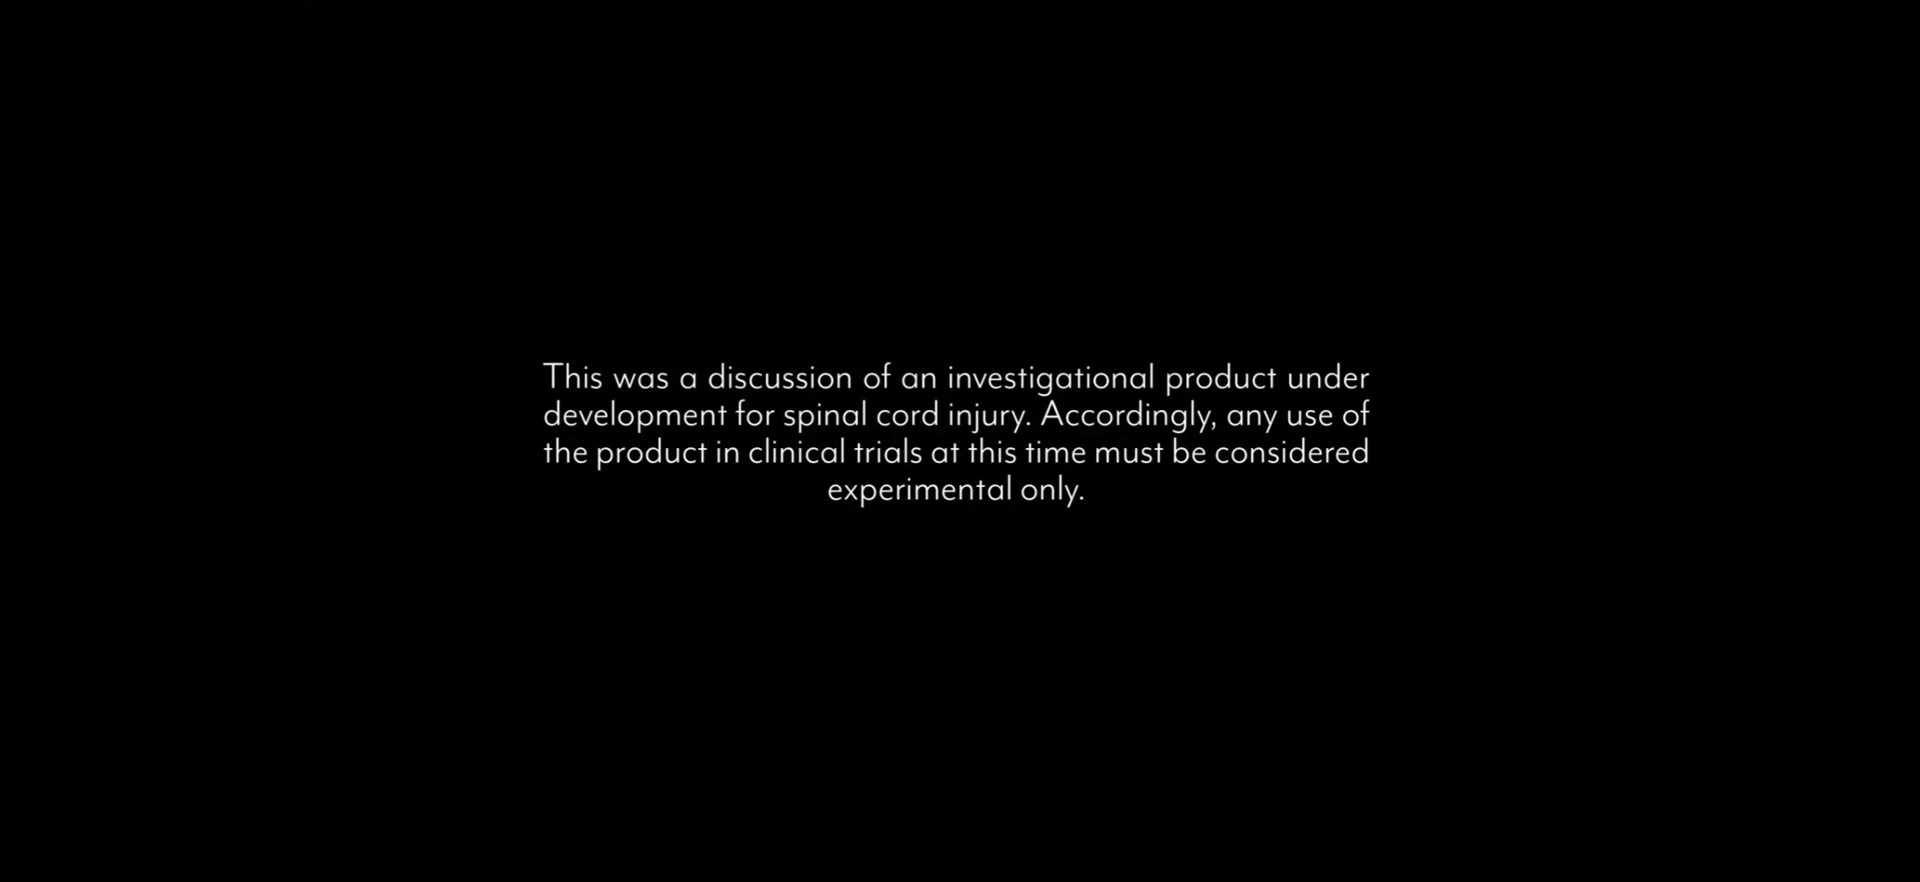 This was a discussion of an investigational product under
development for spinal cord injury. Accordingly, any use of
the product in clinical trials at this time must be considered
experimental only.